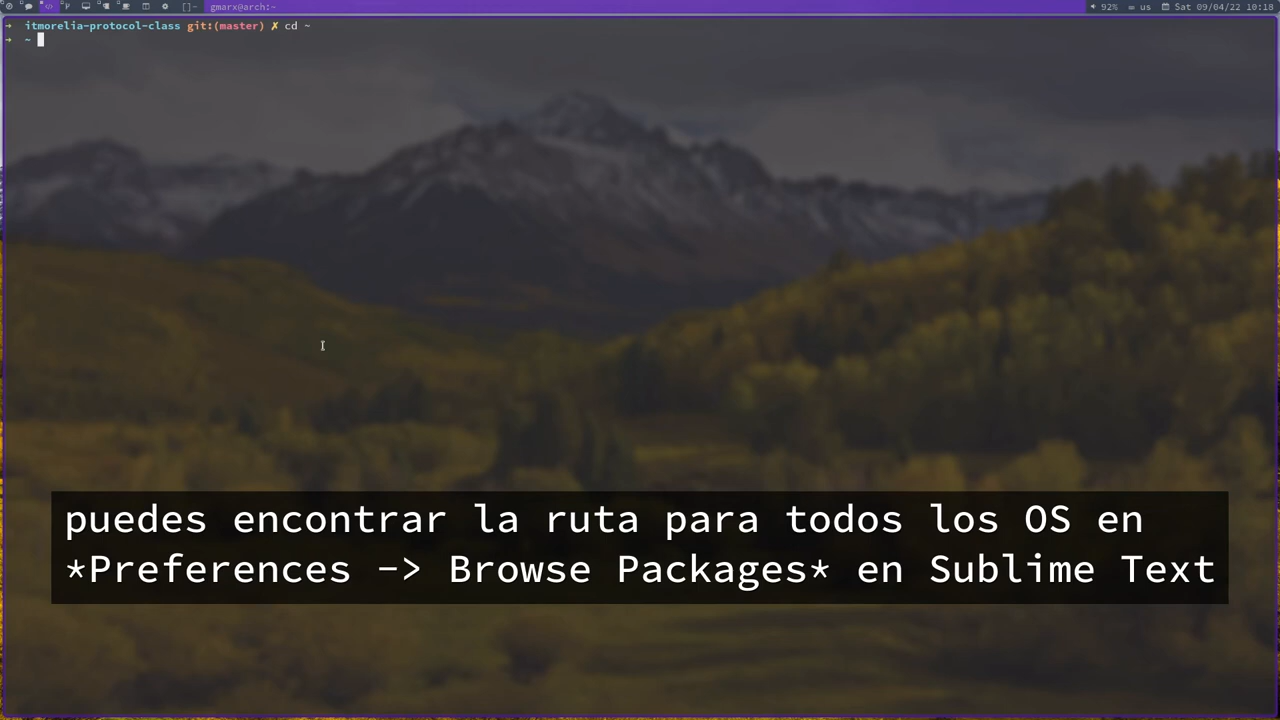 []- gmarx@arch:~ 92% us Sat 09/04/22 10:18
→ itmorelia-protocol-class git:(master) ✗ cd ~
→ ~
puedes encontrar la ruta para todos los OS en
*Preferences -> Browse Packages* en Sublime Text